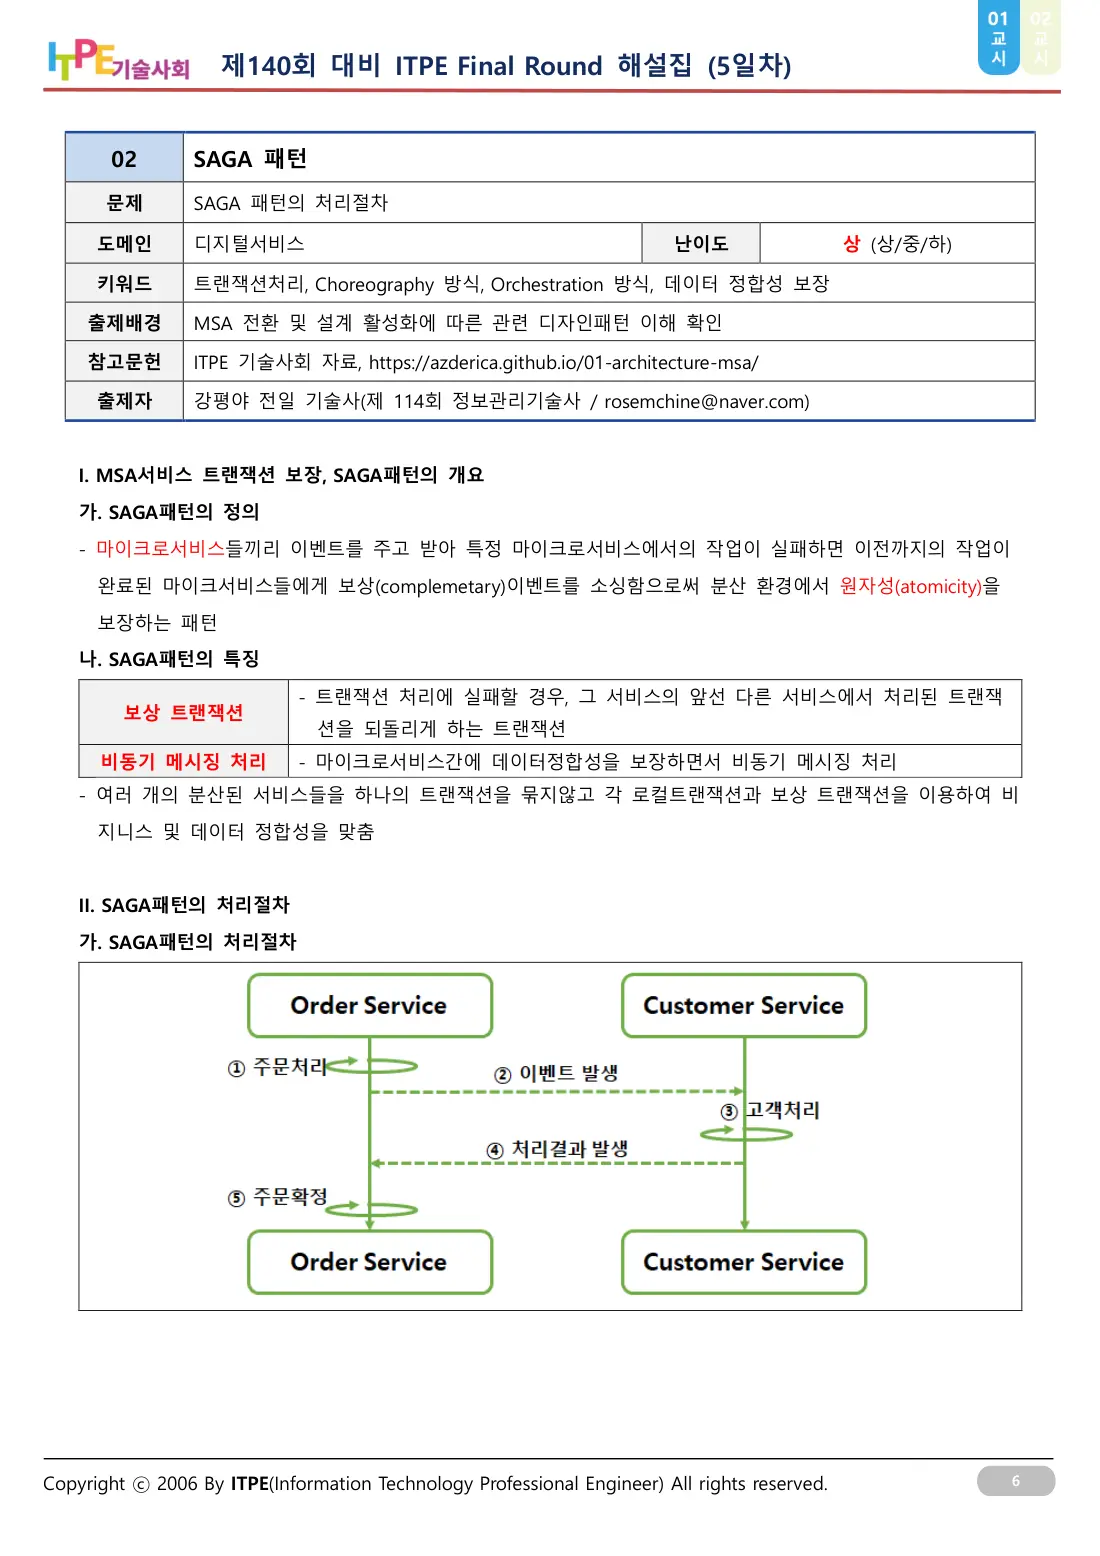 ITPE기술사회 제140회 대비 ITPE Final Round 해설집 (5일차)
01 교시
02 교시
02 SAGA 패턴
문제 SAGA 패턴의 처리절차
도메인 디지털서비스 난이도 상 (상/중/하)
키워드 트랜잭션처리, Choreography 방식, Orchestration 방식, 데이터 정합성 보장
출제배경 MSA 전환 및 설계 활성화에 따른 관련 디자인패턴 이해 확인
참고문헌 ITPE 기술사회 자료, https://azderica.github.io/01-architecture-msa/
출제자 강평야 전일 기술사(제 114회 정보관리기술사 / rosemchine@naver.com)
I. MSA서비스 트랜잭션 보장, SAGA패턴의 개요
가. SAGA패턴의 정의
- 마이크로서비스들끼리 이벤트를 주고 받아 특정 마이크로서비스에서의 작업이 실패하면 이전까지의 작업이
완료된 마이크서비스들에게 보상(complemetary)이벤트를 소싱함으로써 분산 환경에서 원자성(atomicity)을
보장하는 패턴
나. SAGA패턴의 특징
보상 트랜잭션 - 트랜잭션 처리에 실패할 경우, 그 서비스의 앞선 다른 서비스에서 처리된 트랜잭
션을 되돌리게 하는 트랜잭션
비동기 메시징 처리 - 마이크로서비스간에 데이터정합성을 보장하면서 비동기 메시징 처리
- 여러 개의 분산된 서비스들을 하나의 트랜잭션을 묶지않고 각 로컬트랜잭션과 보상 트랜잭션을 이용하여 비
지니스 및 데이터 정합성을 맞춤
II. SAGA패턴의 처리절차
가. SAGA패턴의 처리절차
Order Service Customer Service
① 주문처리
② 이벤트 발생
③ 고객처리
④ 처리결과 발생
⑤ 주문확정
Order Service Customer Service
Copyright ⓒ 2006 By ITPE(Information Technology Professional Engineer) All rights reserved.
6